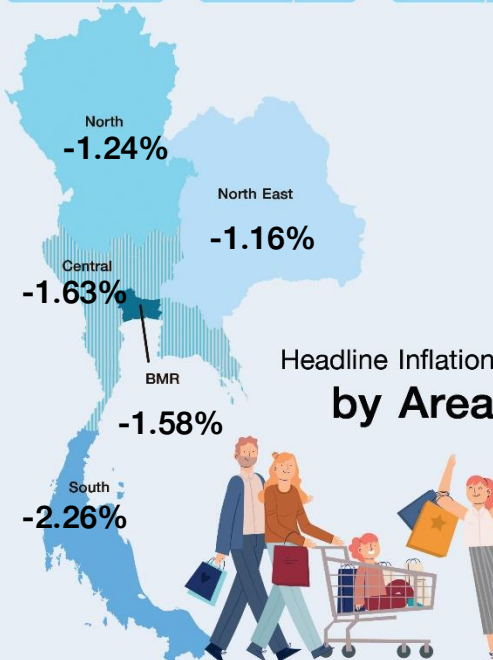 North
-1.24%
North East
-1.16%
Central
-1.63%
Headline Inflation
by Area
BMR
-1.58%
South
-2.26%